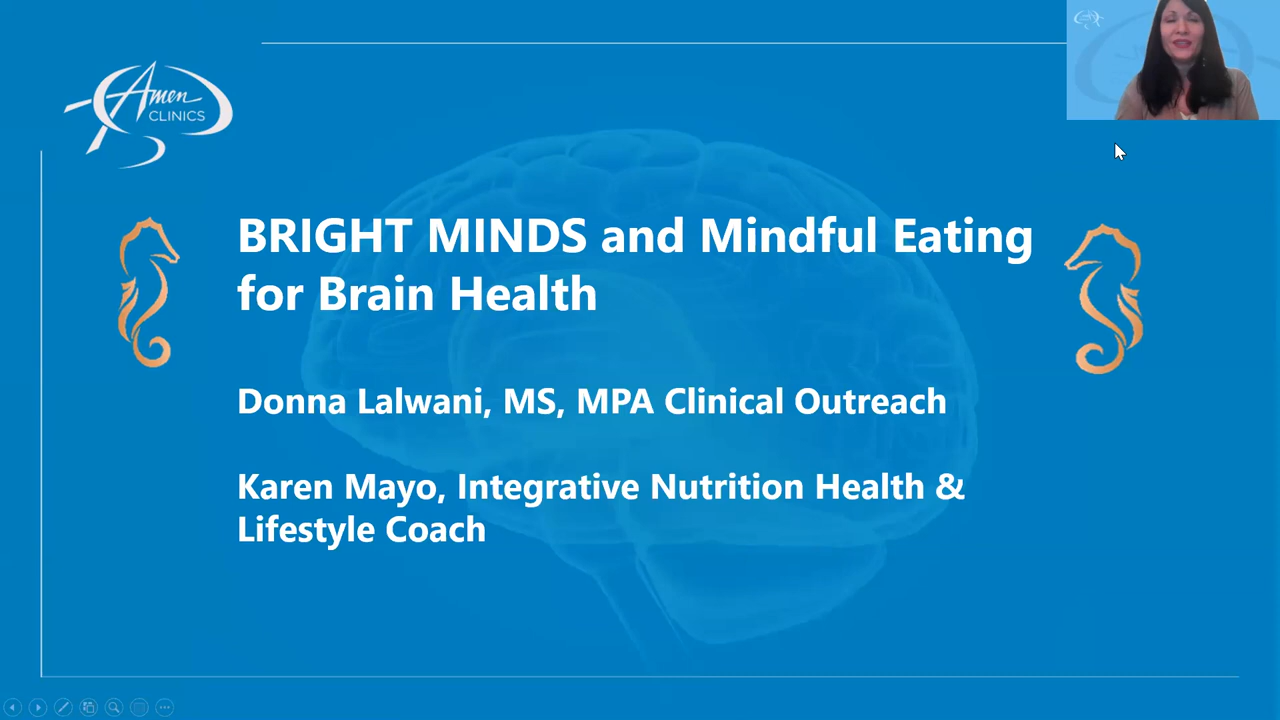 Amen
CLINICS
BRIGHT MINDS and Mindful Eating
for Brain Health
Donna Lalwani, MS, MPA Clinical Outreach
Karen Mayo, Integrative Nutrition Health &
Lifestyle Coach